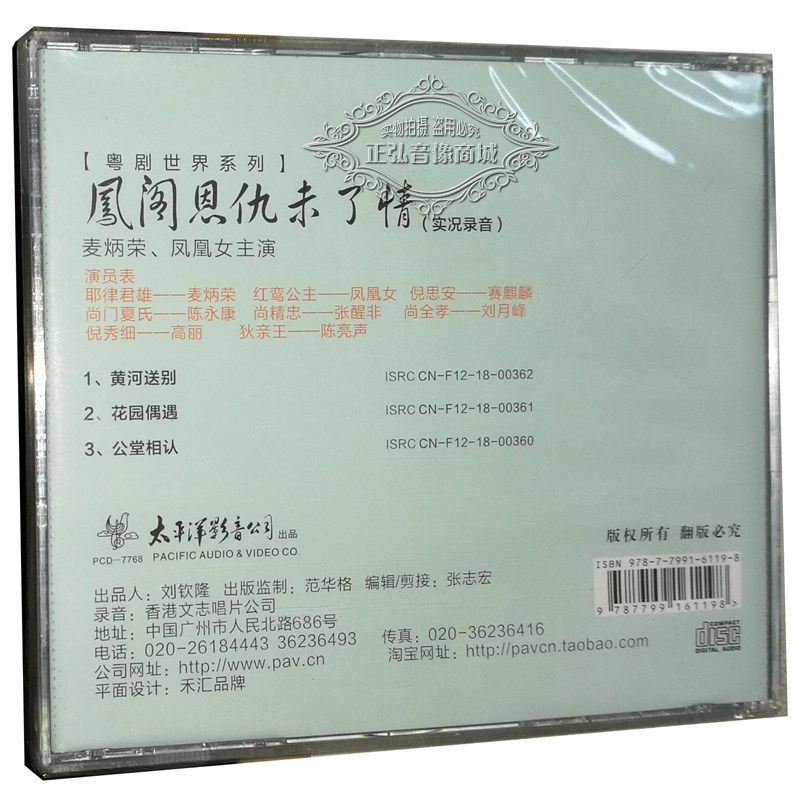 实物拍摄 盗用必究
正弘音像商城
【粤剧世界系列】
鳳阁恩仇未了情（实况录音）
麦炳荣、凤凰女主演
演员表
耶律君雄——麦炳荣 红鸾公主——凤凰女 倪思安——赛麒麟
尚门夏氏——陈永康 尚精忠——张醒非 尚全孝——刘月峰
倪秀细——高丽 狄亲王——陈亮声
1、黄河送别 ISRC CN-F12-18-00362
2、花园偶遇 ISRC CN-F12-18-00361
3、公堂相认 ISRC CN-F12-18-00360
太平洋影音公司 出品
PCD-7768 PACIFIC AUDIO & VIDEO CO.
版权所有 翻版必究
ISBN 978-7-7991-6119-8
9 787799 161198 >
出品人：刘钦隆 出版监制：范华格 编辑/剪接：张志宏
录音：香港文志唱片公司
地址：中国广州市人民北路686号
电话：020-26184443 36236493 传真：020-36236416
公司网址：http://www.pav.cn 淘宝网址：http://pavcn.taobao.com
平面设计：禾汇品牌
COMPACT
disc
DIGITAL AUDIO